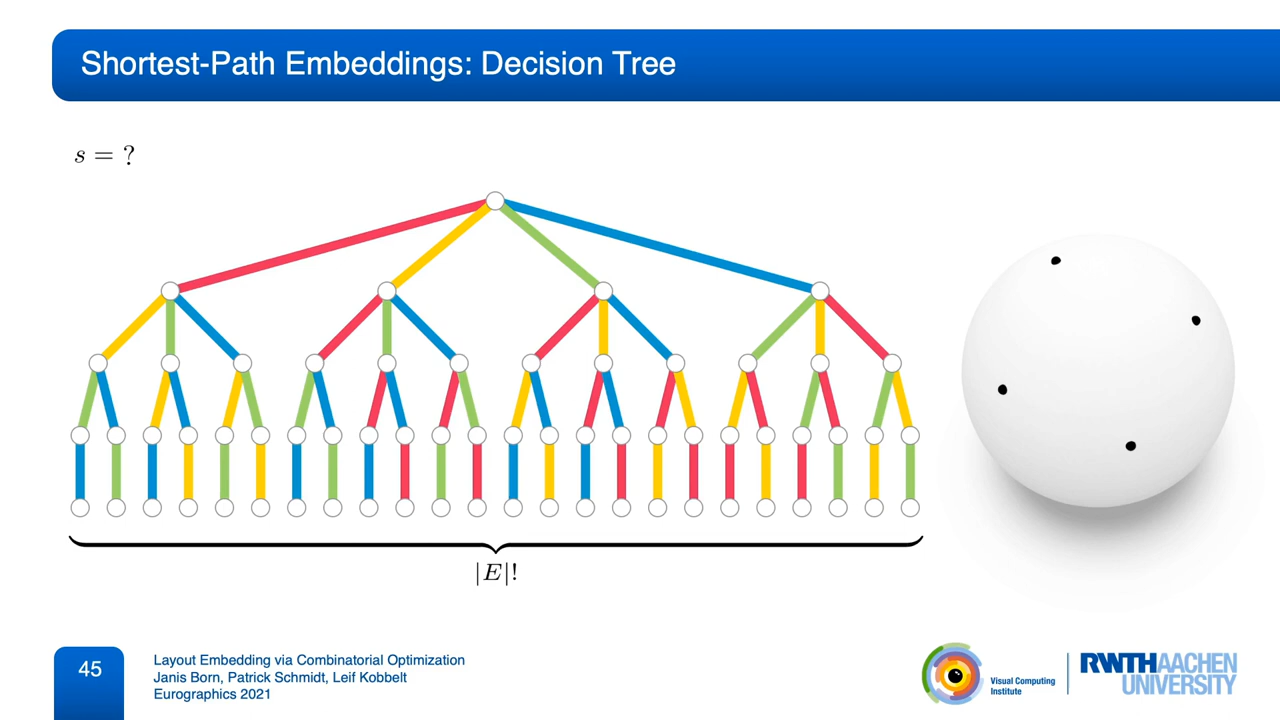 Shortest-Path Embeddings: Decision Tree
s = ?
|E|!
45
Layout Embedding via Combinatorial Optimization
Janis Born, Patrick Schmidt, Leif Kobbelt
Eurographics 2021
Visual Computing
Institute
RWTHAACHEN
UNIVERSITY